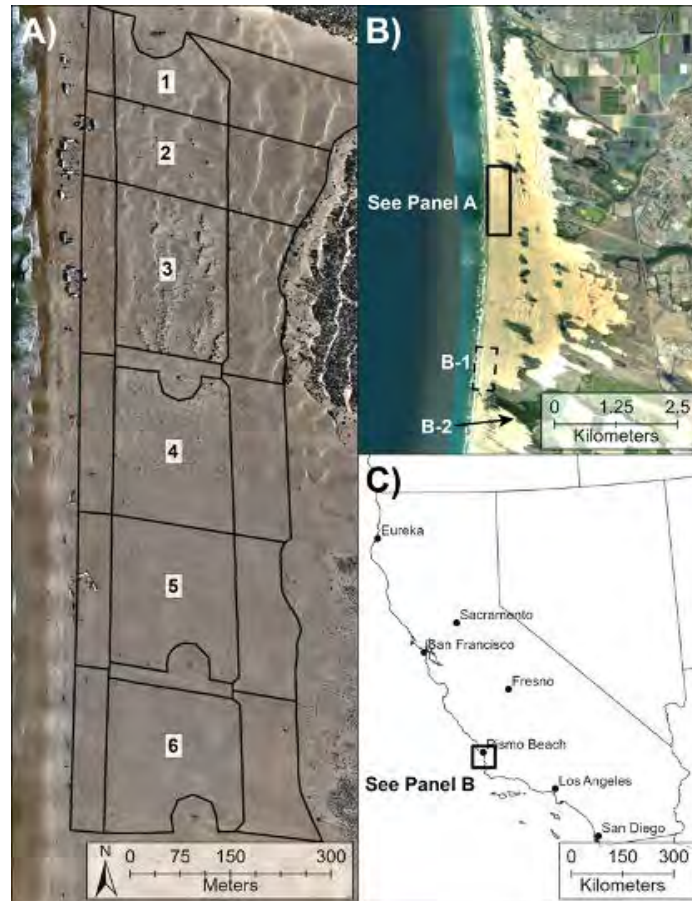 A)
1
2
3
4
5
6
N
0 75 150 300
Meters
B)
See Panel A
B-1
B-2
0 1.25 2.5
Kilometers
C)
Eureka
Sacramento
San Francisco
Fresno
Pismo Beach
See Panel B
Los Angeles
San Diego
0 150 300
Kilometers